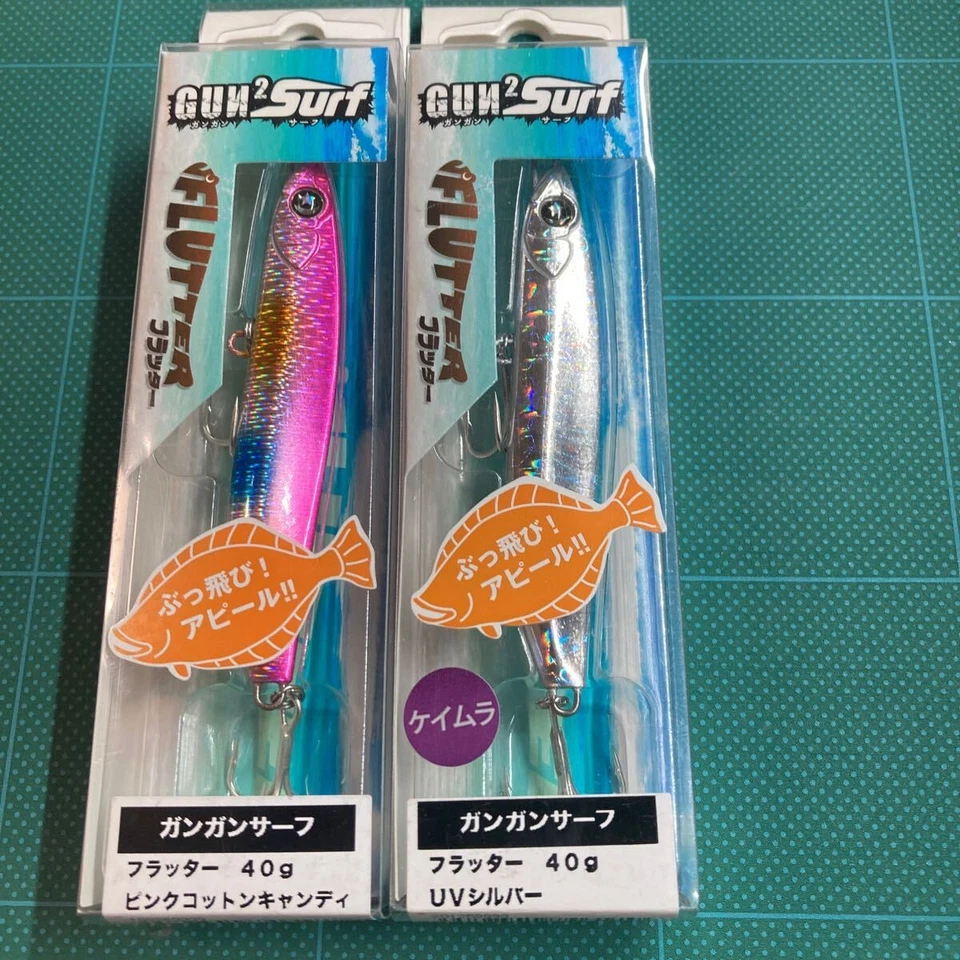 GUN² Surf
ガンガン サーフ
FLUTTER
フラッター
ぶっ飛び!
アピール!!
ガンガンサーフ
フラッター 40g
ピンクコットンキャンディ
GUN² Surf
ガンガン サーフ
FLUTTER
フラッター
ぶっ飛び!
アピール!!
ケイムラ
ガンガンサーフ
フラッター 40g
UVシルバー